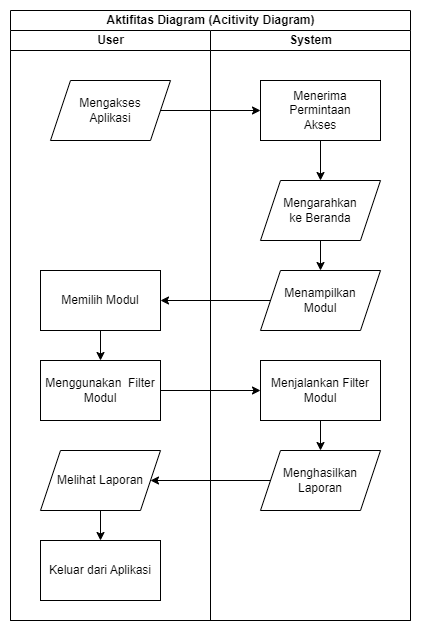 Aktifitas Diagram (Acitivity Diagram)
User
System
Mengakses
Aplikasi
Menerima
Permintaan
Akses
Mengarahkan
ke Beranda
Menampilkan
Modul
Memilih Modul
Menggunakan Filter
Modul
Menjalankan Filter
Modul
Menghasilkan
Laporan
Melihat Laporan
Keluar dari Aplikasi